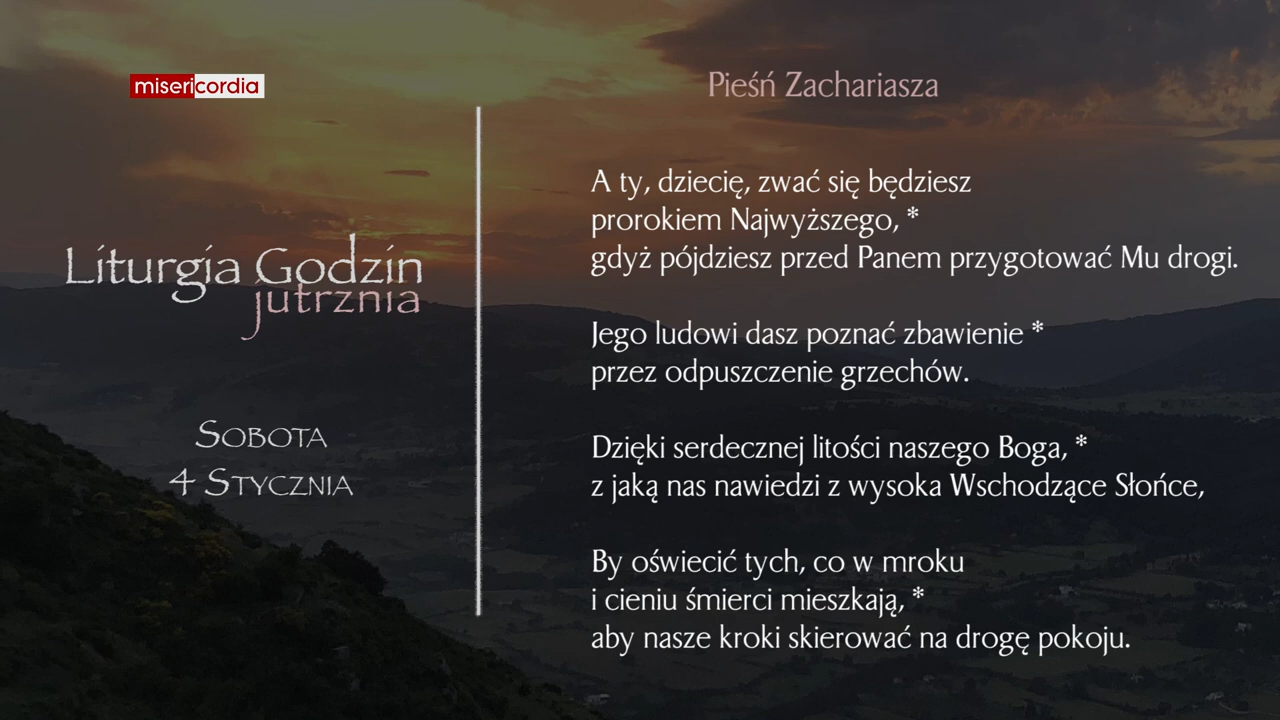 misericordia
Liturgia Godzin
jutrznia
Sobota
4 Stycznia
Pieśń Zachariasza
A ty, dziecię, zwać się będziesz
prorokiem Najwyższego, *
gdyż pójdziesz przed Panem przygotować Mu drogi.
Jego ludowi dasz poznać zbawienie *
przez odpuszczenie grzechów.
Dzięki serdecznej litości naszego Boga, *
z jaką nas nawiedzi z wysoka Wschodzące Słońce,
By oświecić tych, co w mroku
i cieniu śmierci mieszkają, *
aby nasze kroki skierować na drogę pokoju.